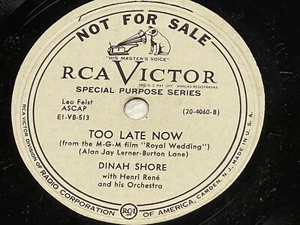 NOT FOR SALE
"HIS MASTER'S VOICE"
RCA VICTOR
SPECIAL PURPOSE SERIES
Leo Feist
ASCAP
E1-VB-513
(20-4060-B)
TOO LATE NOW
(from the M-G-M film "Royal Wedding")
(Alan Jay Lerner-Burton Lane)
DINAH SHORE
with Henri René
and his Orchestra
RCA VICTOR DIVISION OF RADIO CORPORATION OF AMERICA, CAMDEN, N. J. MADE IN U.S.A.
RCA